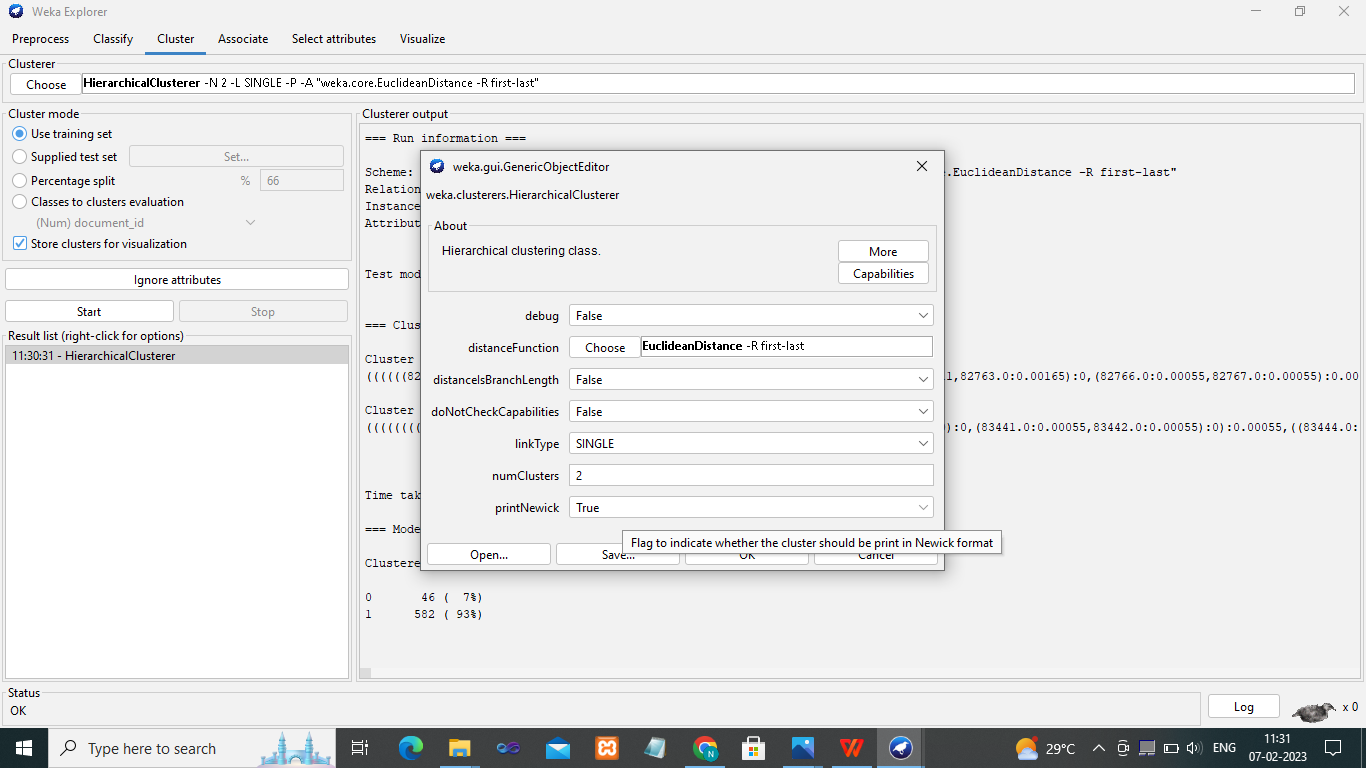 Weka Explorer
Preprocess Classify Cluster Associate Select attributes Visualize
Clusterer
Choose HierarchicalClusterer -N 2 -L SINGLE -P -A "weka.core.EuclideanDistance -R first-last"
Cluster mode
Use training set
Supplied test set Set...
Percentage split % 66
Classes to clusters evaluation
(Num) document_id
Store clusters for visualization
Ignore attributes
Start Stop
Result list (right-click for options)
11:30:31 - HierarchicalClusterer
Clusterer output
=== Run information ===
Scheme: e.EuclideanDistance -R first-last"
Relation
Instance
Attribut
Test mod
=== Clus
Cluster
((((((82 1,82763.0:0.00165):0,(82766.0:0.00055,82767.0:0.00055):0.00
Cluster
(((((((( ):0,(83441.0:0.00055,83442.0:0.00055):0):0.00055,((83444.0:
Time tak
=== Mode
Clustere
0 46 ( 7%)
1 582 ( 93%)
weka.gui.GenericObjectEditor
weka.clusterers.HierarchicalClusterer
About
Hierarchical clustering class.
More
Capabilities
debug False
distanceFunction Choose EuclideanDistance -R first-last
distanceIsBranchLength False
doNotCheckCapabilities False
linkType SINGLE
numClusters 2
printNewick True
Flag to indicate whether the cluster should be print in Newick format
Open... Save... OK Cancel
Status
OK
Log x 0
Type here to search
29°C ENG 11:31
07-02-2023